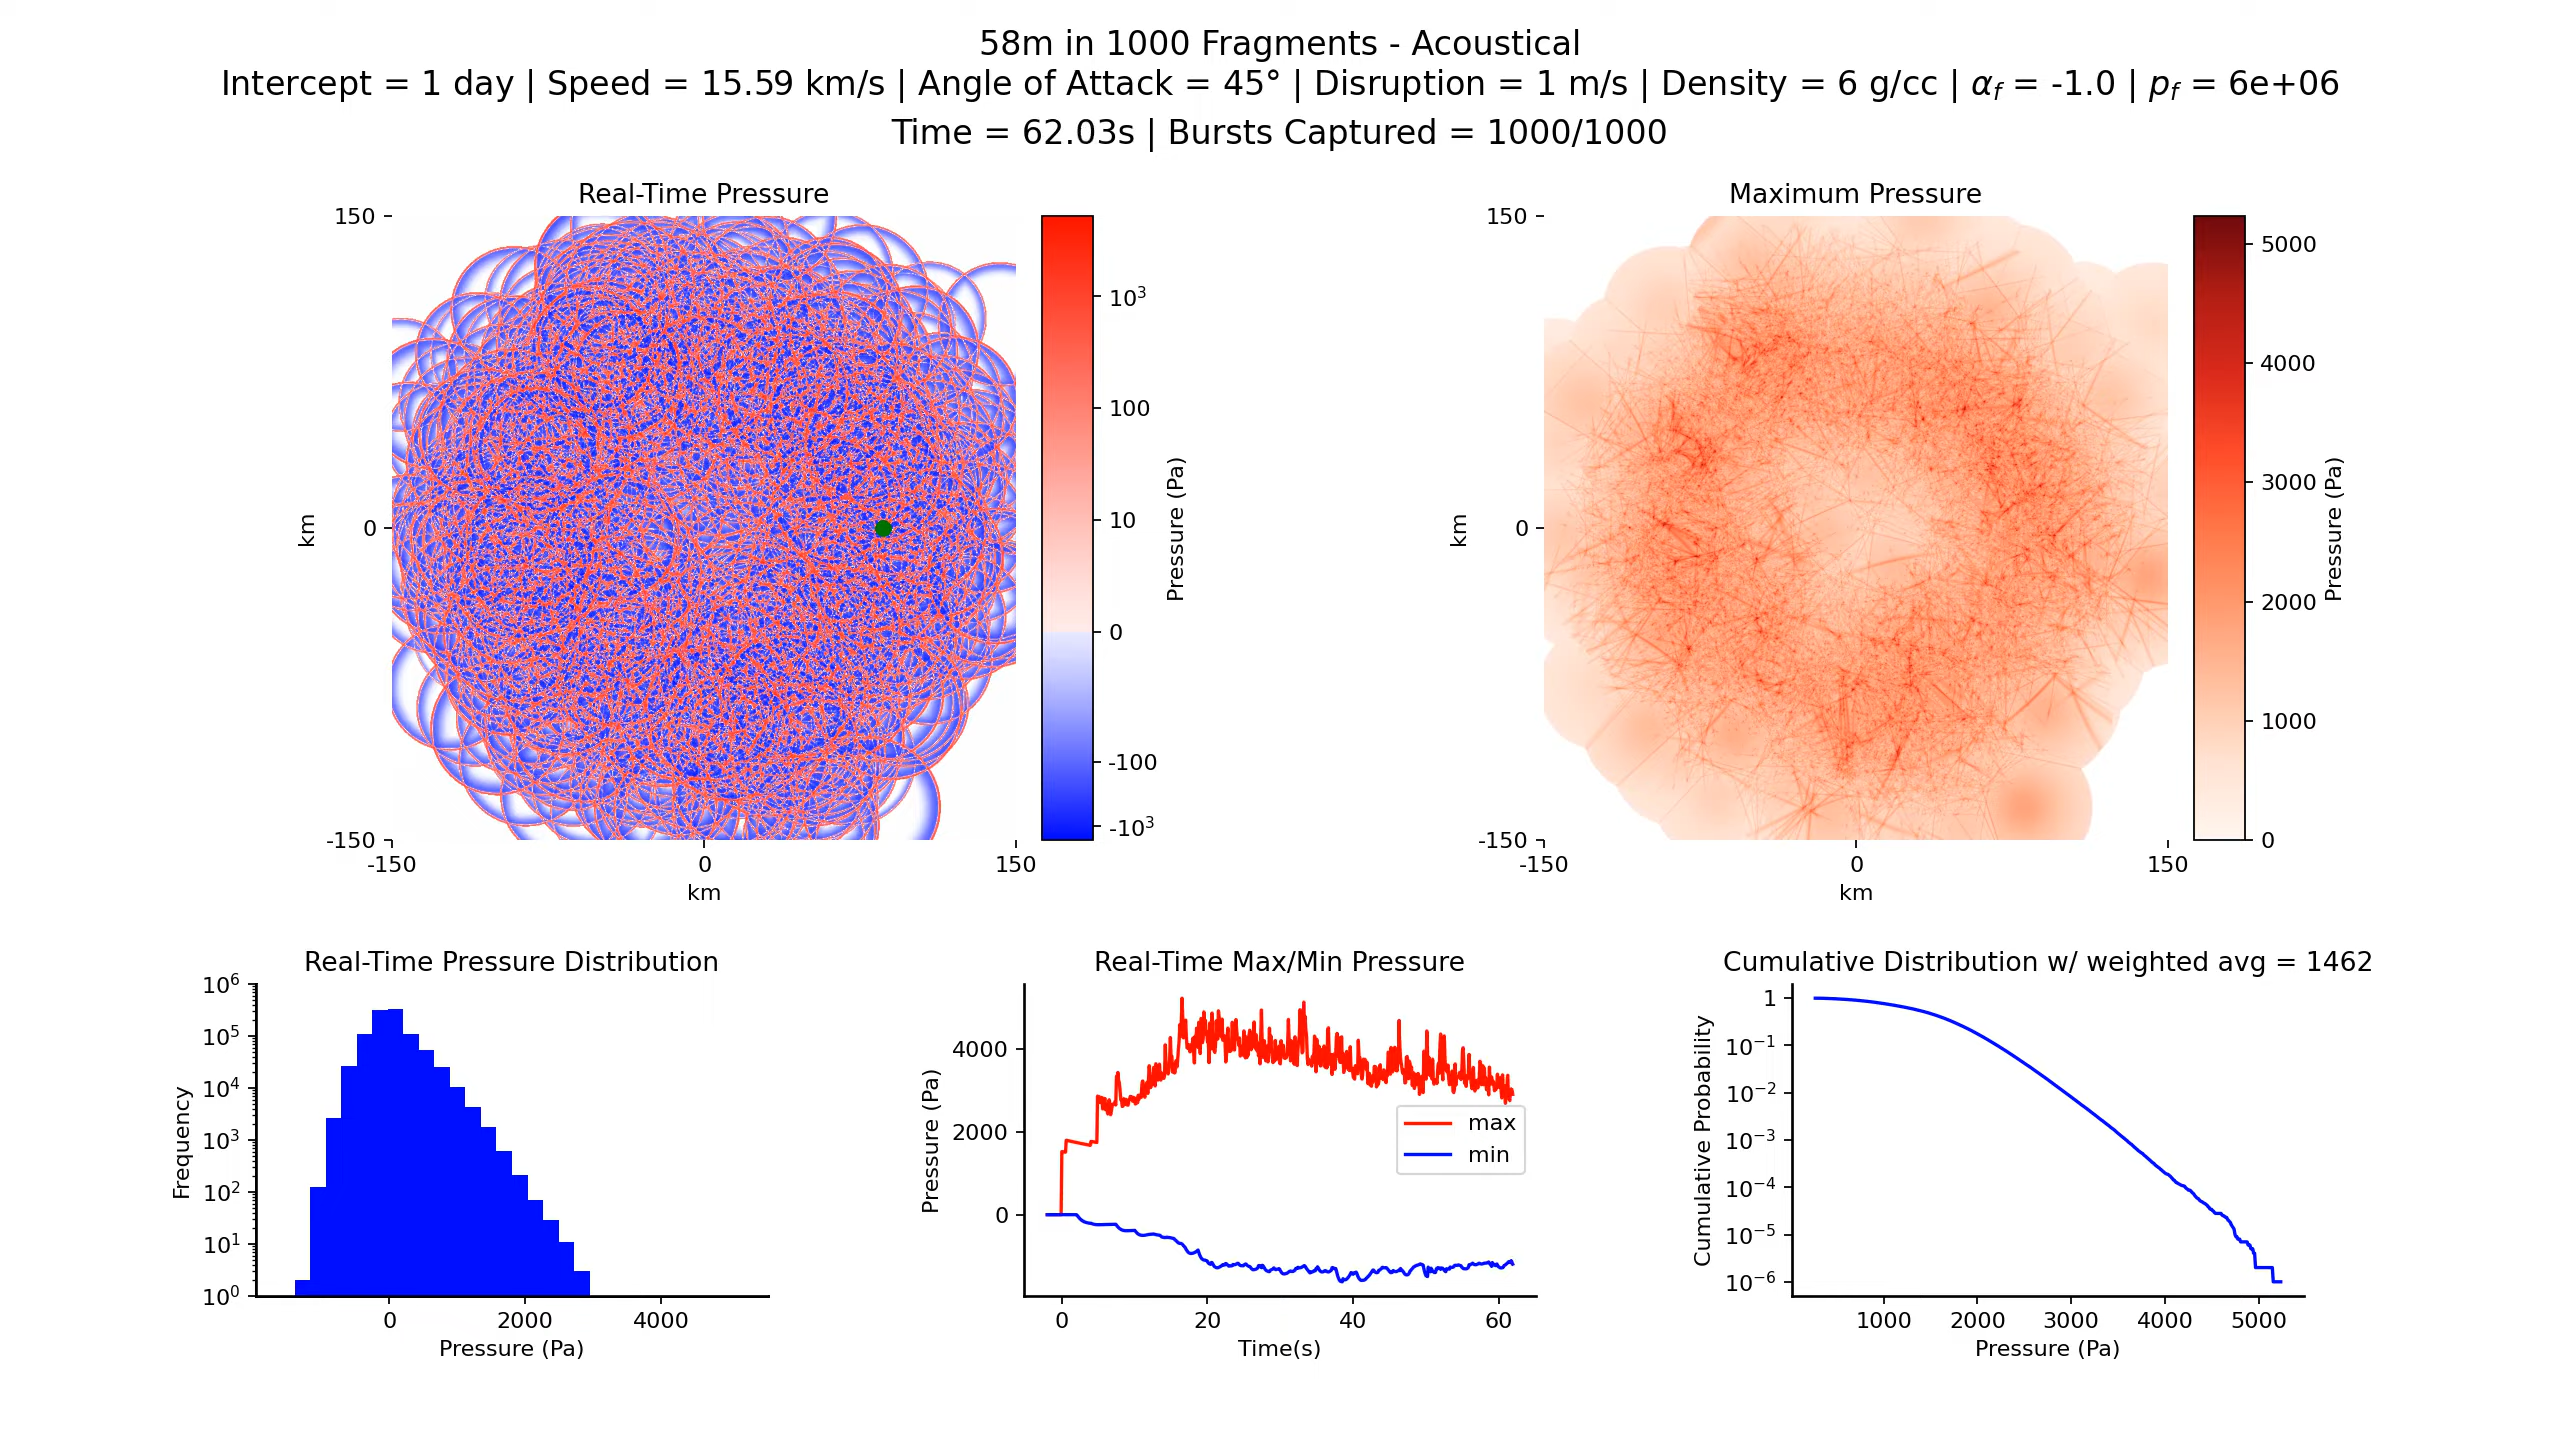 58m in 1000 Fragments - Acoustical
Intercept = 1 day | Speed = 15.59 km/s | Angle of Attack = 45° | Disruption = 1 m/s | Density = 6 g/cc | α_f = -1.0 | p_f = 6e+06
Time = 62.03s | Bursts Captured = 1000/1000
Real-Time Pressure
150
0
-150
km
-150
0
150
km
10³
100
10
0
-100
-10³
Pressure (Pa)
Maximum Pressure
150
0
-150
km
-150
0
150
km
5000
4000
3000
2000
1000
0
Pressure (Pa)
Real-Time Pressure Distribution
10⁶
10⁵
10⁴
10³
10²
10¹
10⁰
Frequency
0
2000
4000
Pressure (Pa)
Real-Time Max/Min Pressure
4000
2000
0
Pressure (Pa)
max
min
0
20
40
60
Time(s)
Cumulative Distribution w/ weighted avg = 1462
1
10⁻¹
10⁻²
10⁻³
10⁻⁴
10⁻⁵
10⁻⁶
Cumulative Probability
1000
2000
3000
4000
5000
Pressure (Pa)